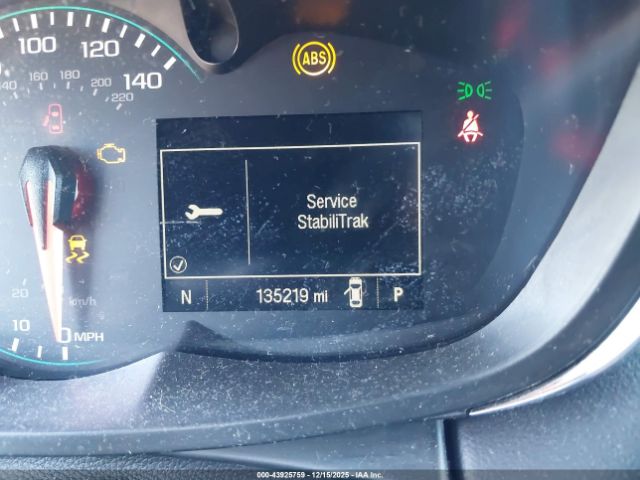 100 120 140
160 180 200 220
ABS
Service
StabiliTrak
N 135219 mi P
20 km/h
10 0 MPH
000-43925759 - 12/15/2025 - IAAI, Inc.